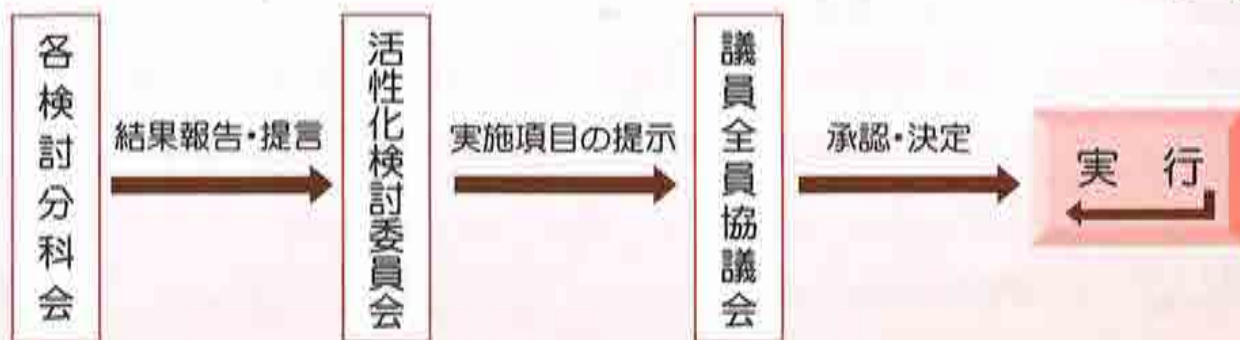 各検討分科会
結果報告・提言
活性化検討委員会
実施項目の提示
議員全員協議会
承認・決定
実行